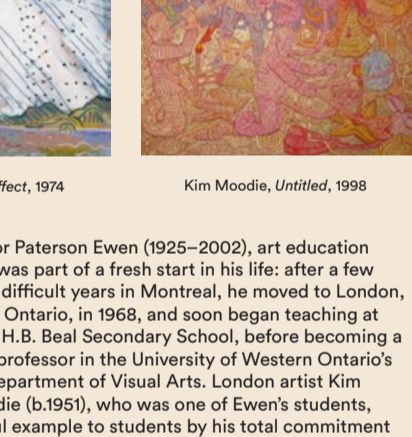 ffect, 1974
Kim Moodie, Untitled, 1998
or Paterson Ewen (1925–2002), art education
was part of a fresh start in his life: after a few
difficult years in Montreal, he moved to London,
Ontario, in 1968, and soon began teaching at
H.B. Beal Secondary School, before becoming a
professor in the University of Western Ontario’s
epartment of Visual Arts. London artist Kim
die (b.1951), who was one of Ewen’s students,
l example to students by his total commitment